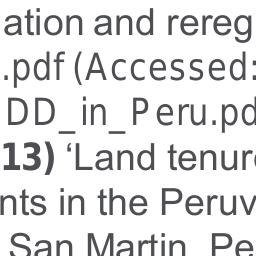 ation and rereg
.pdf (Accessed:
DD_in_Peru.pd
13) ‘Land tenur
nts in the Peruv
San Martin, Pe